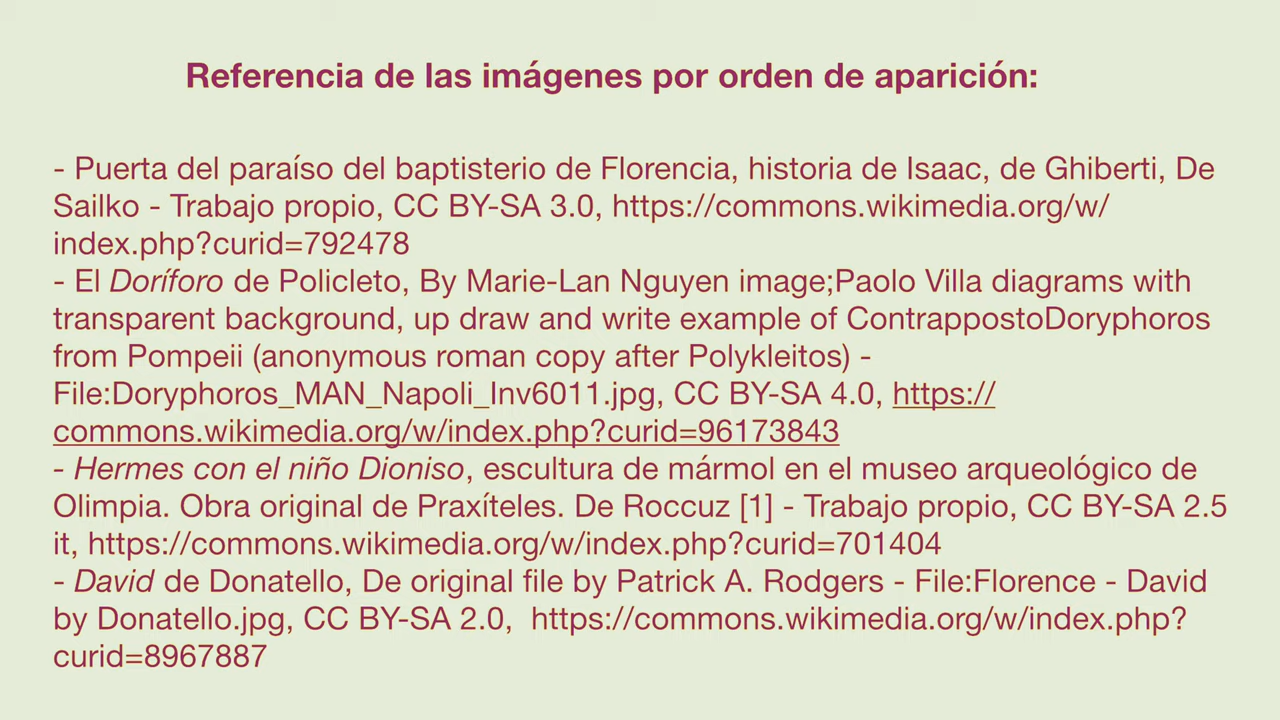 Referencia de las imágenes por orden de aparición:
- Puerta del paraíso del baptisterio de Florencia, historia de Isaac, de Ghiberti, De
Sailko - Trabajo propio, CC BY-SA 3.0, https://commons.wikimedia.org/w/
index.php?curid=792478
- El Doríforo de Policleto, By Marie-Lan Nguyen image;Paolo Villa diagrams with
transparent background, up draw and write example of ContrappostoDoryphoros
from Pompeii (anonymous roman copy after Polykleitos) -
File:Doryphoros_MAN_Napoli_Inv6011.jpg, CC BY-SA 4.0, https://
commons.wikimedia.org/w/index.php?curid=96173843
- Hermes con el niño Dioniso, escultura de mármol en el museo arqueológico de
Olimpia. Obra original de Praxíteles. De Roccuz [1] - Trabajo propio, CC BY-SA 2.5
it, https://commons.wikimedia.org/w/index.php?curid=701404
- David de Donatello, De original file by Patrick A. Rodgers - File:Florence - David
by Donatello.jpg, CC BY-SA 2.0,  https://commons.wikimedia.org/w/index.php?
curid=8967887